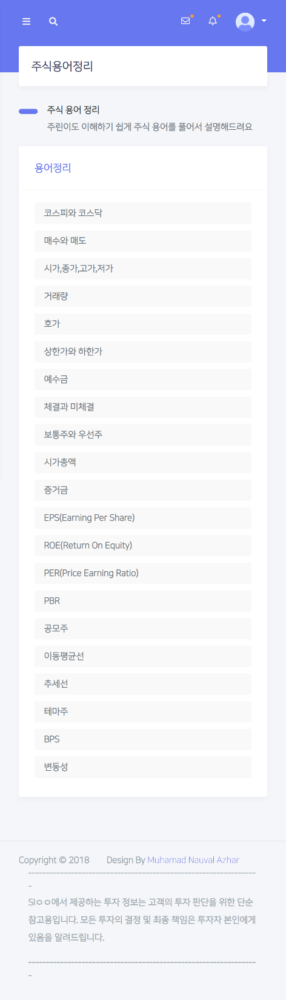 주식용어정리
주식 용어 정리
주린이도 이해하기 쉽게 주식 용어를 풀어서 설명해드려요
용어정리
코스피와 코스닥
매수와 매도
시가,종가,고가,저가
거래량
호가
상한가와 하한가
예수금
체결과 미체결
보통주와 우선주
시가총액
증거금
EPS(Earning Per Share)
ROE(Return On Equity)
PER(Price Earning Ratio)
PBR
공모주
이동평균선
추세선
테마주
BPS
변동성
Copyright © 2018 Design By Muhamad Nauval Azhar
----------------------------------------------------------------
-
SIㅇㅇ에서 제공하는 투자 정보는 고객의 투자 판단을 위한 단순
참고용입니다. 모든 투자의 결정 및 최종 책임은 투자자 본인에게
있음을 알려드립니다.
----------------------------------------------------------------
-